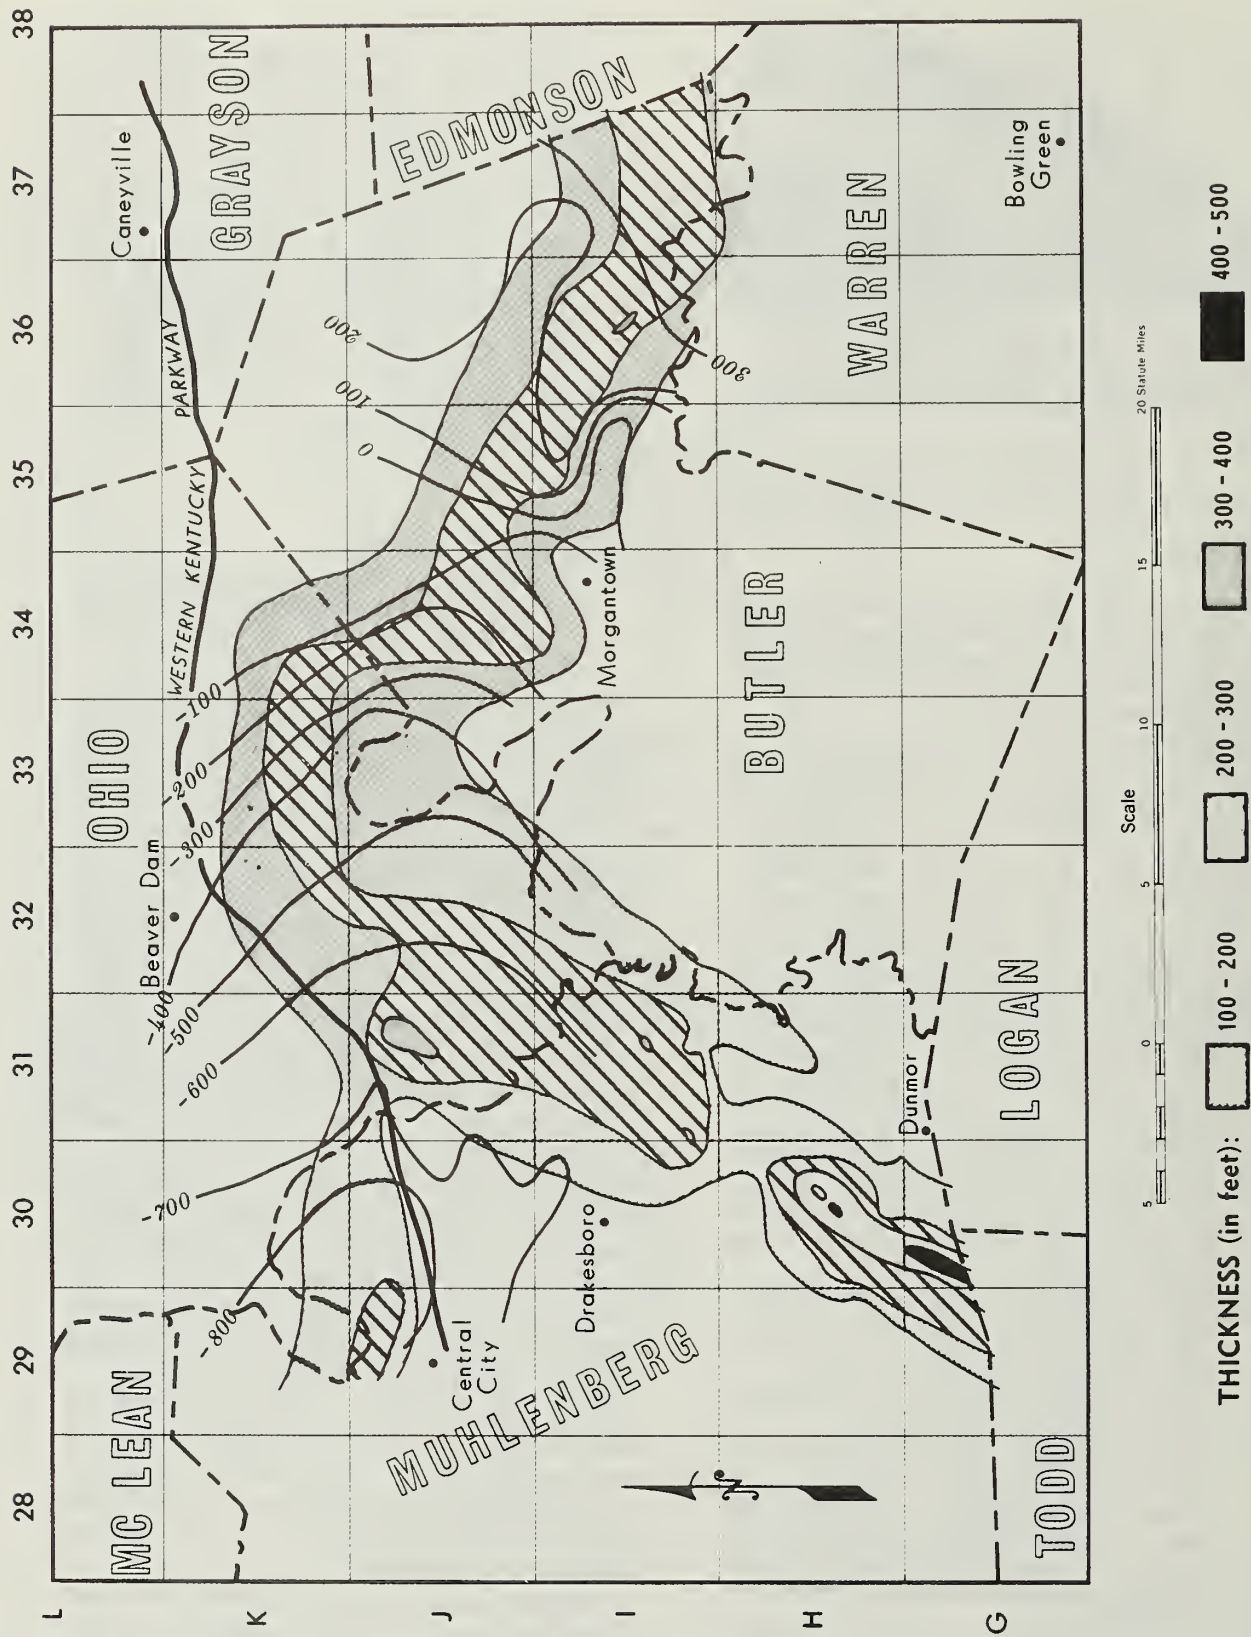 28 29 30 31 32 33 34 35 36 37 38
L
K
J
I
H
G
MC LEAN
OHIO
GRAYSON
EDMONSON
MUHLENBERG
BUTLER
WARREN
LOGAN
TODD
Caneyville
WESTERN KENTUCKY PARKWAY
Beaver Dam
Central
City
Drakesboro
Morgantown
Dunmor
Bowling
Green
-800
-700
-600
-500
-400
-300
-200
-100
0
100
200
300
N
Scale
5 0 5 10 15 20 Statute Miles
THICKNESS (in feet): 100 - 200 200 - 300 300 - 400 400 - 500